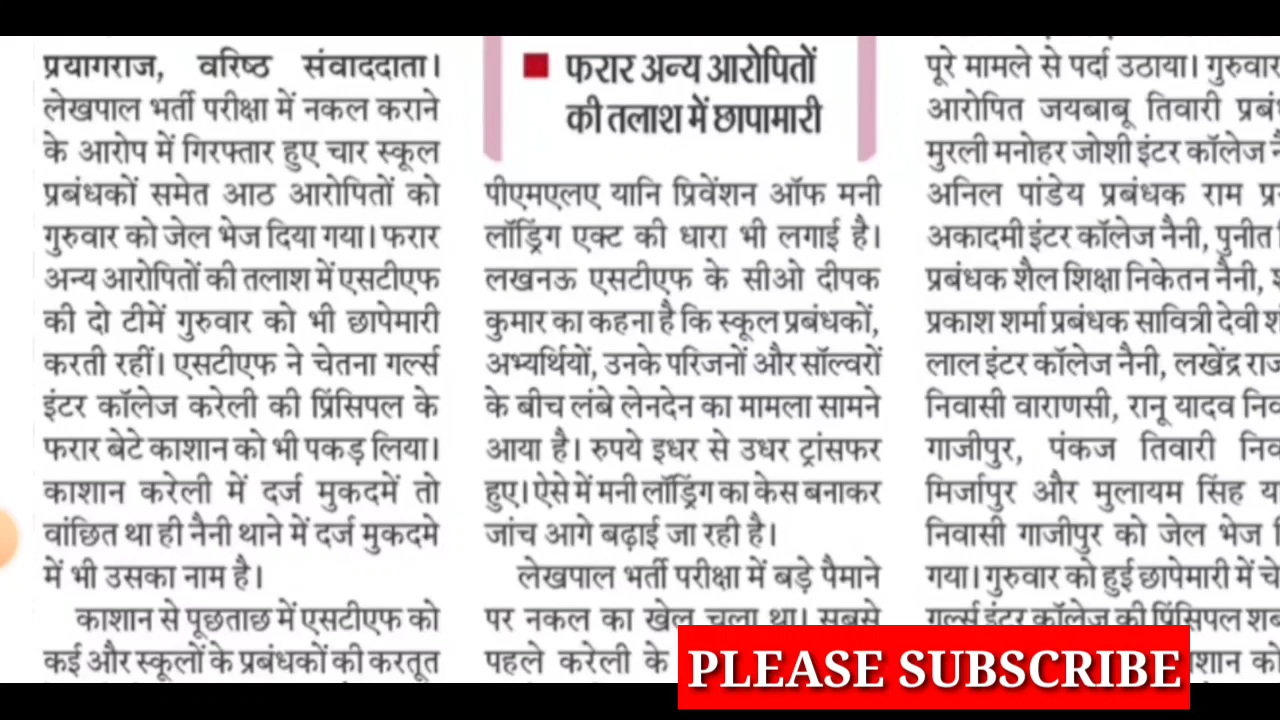 प्रयागराज, वरिष्ठ संवाददाता।
लेखपाल भर्ती परीक्षा में नकल कराने
के आरोप में गिरफ्तार हुए चार स्कूल
प्रबंधकों समेत आठ आरोपितों को
गुरुवार को जेल भेज दिया गया। फरार
अन्य आरोपितों की तलाश में एसटीएफ
की दो टीमें गुरुवार को भी छापेमारी
करती रहीं। एसटीएफ ने चेतना गर्ल्स
इंटर कॉलेज करेली की प्रिंसिपल के
फरार बेटे काशान को भी पकड़ लिया।
काशान करेली में दर्ज मुकदमें तो
वांछित था ही नैनी थाने में दर्ज मुकदमे
में भी उसका नाम है।
काशान से पूछताछ में एसटीएफ को
कई और स्कूलों के प्रबंधकों की करतूत
फरार अन्य आरोपितों
की तलाश में छापामारी
पीएमएलए यानि प्रिवेंशन ऑफ मनी
लॉड्रिंग एक्ट की धारा भी लगाई है।
लखनऊ एसटीएफ के सीओ दीपक
कुमार का कहना है कि स्कूल प्रबंधकों,
अभ्यर्थियों, उनके परिजनों और सॉल्वरों
के बीच लंबे लेनदेन का मामला सामने
आया है। रुपये इधर से उधर ट्रांसफर
हुए। ऐसे में मनी लॉड्रिंग का केस बनाकर
जांच आगे बढ़ाई जा रही है।
लेखपाल भर्ती परीक्षा में बड़े पैमाने
पर नकल का खेल चला था। सबसे
पहले करेली के
पूरे मामले से पर्दा उठाया। गुरुवार
आरोपित जयबाबू तिवारी
मुरली मनोहर जोशी इंटर कॉलेज
अनिल पांडेय प्रबंधक राम
अकादमी इंटर कॉलेज नैनी, पुनीत
प्रबंधक शैल शिक्षा निकेतन नैनी,
प्रकाश शर्मा प्रबंधक सावित्री देवी
लाल इंटर कॉलेज नैनी, लखेंद्र
निवासी वाराणसी, रानू यादव
गाजीपुर, पंकज तिवारी
मिर्जापुर और मुलायम सिंह
निवासी गाजीपुर को जेल भेज
गया। गुरुवार को हुई छापेमारी में
गर्ल्स इंटर कॉलेज की प्रिंसिपल
को
PLEASE SUBSCRIBE